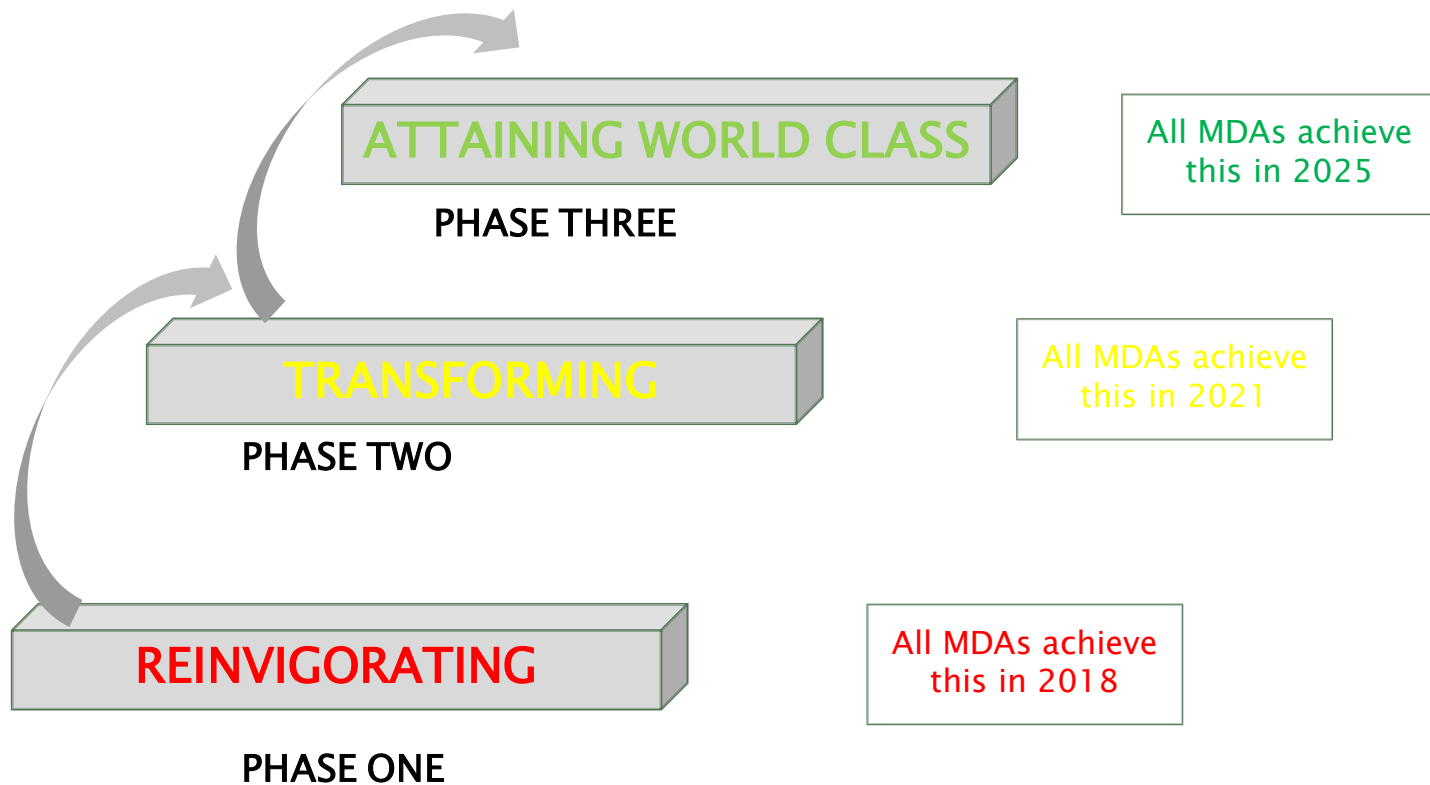 ATTAINING WORLD CLASS
All MDAs achieve
this in 2025
PHASE THREE
TRANSFORMING
All MDAs achieve
this in 2021
PHASE TWO
REINVIGORATING
All MDAs achieve
this in 2018
PHASE ONE